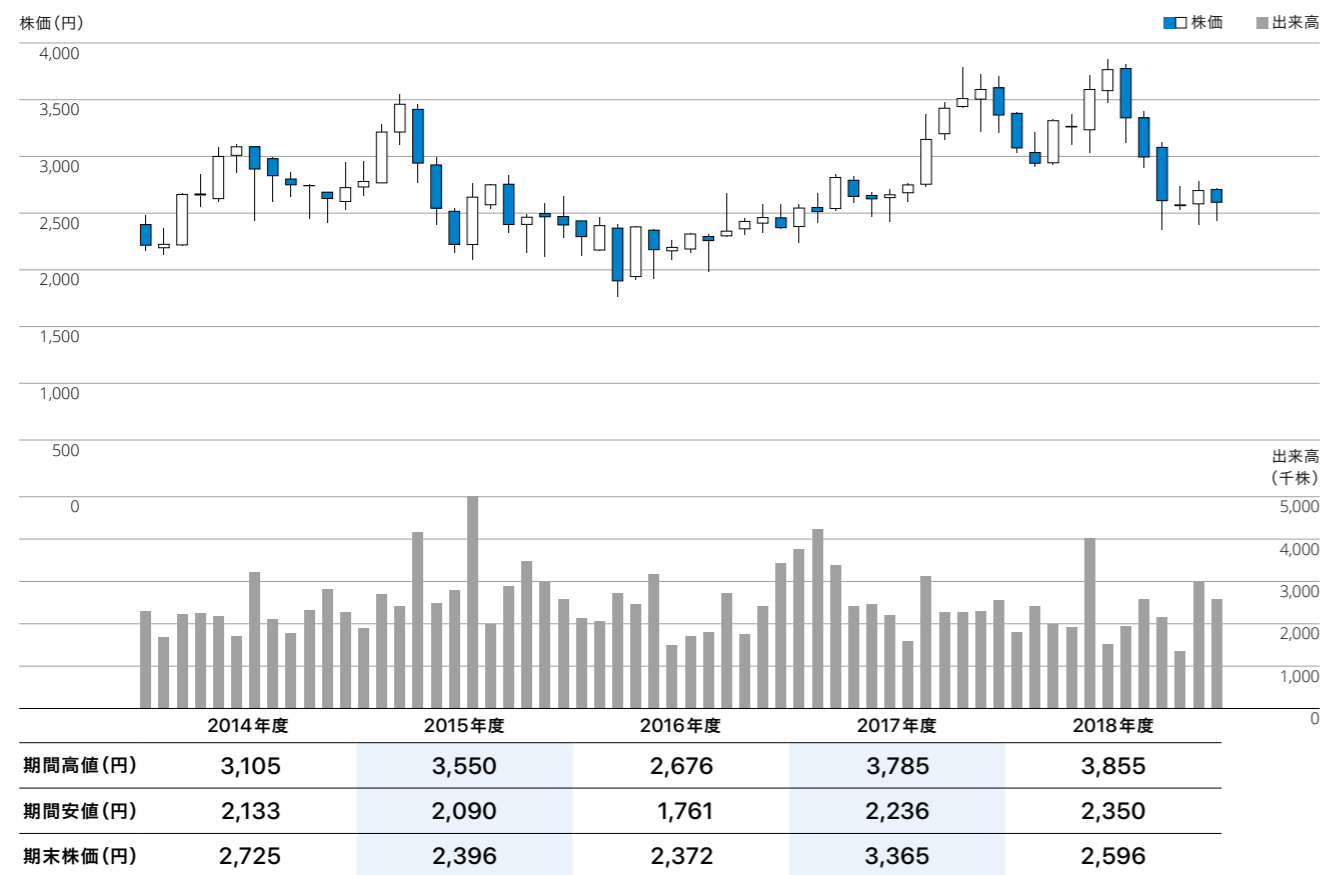 株価（円）
株価 出来高
4,000
3,500
3,000
2,500
2,000
1,500
1,000
500
0
出来高
（千株）
5,000
4,000
3,000
2,000
1,000
0
2014年度 2015年度 2016年度 2017年度 2018年度
期間高値（円） 3,105 3,550 2,676 3,785 3,855
期間安値（円） 2,133 2,090 1,761 2,236 2,350
期末株価（円） 2,725 2,396 2,372 3,365 2,596